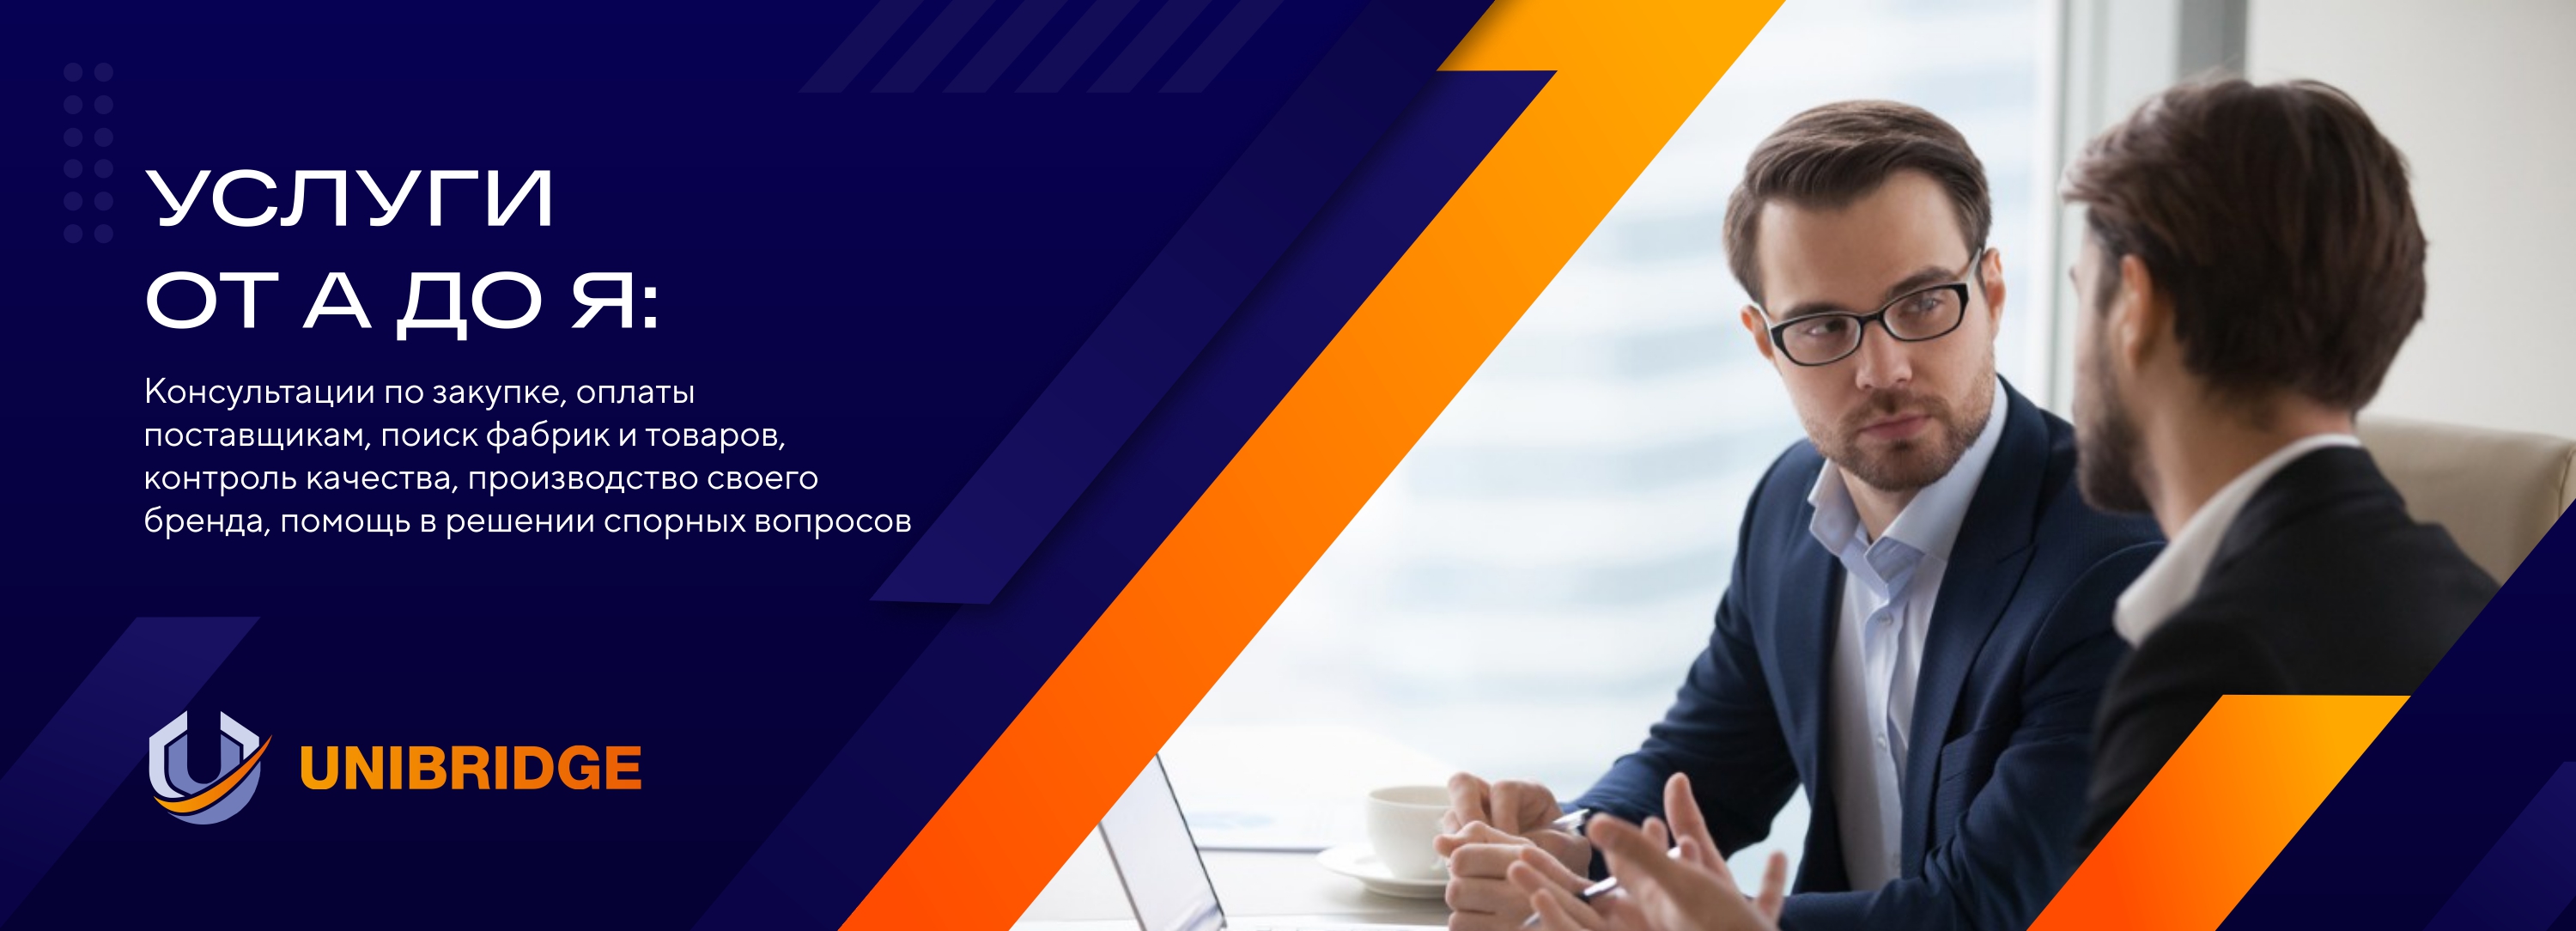 УСЛУГИ
ОТ А ДО Я:
Консультации по закупке, оплаты
поставщикам, поиск фабрик и товаров,
контроль качества, производство своего
бренда, помощь в решении спорных вопросов
UNIBRIDGE